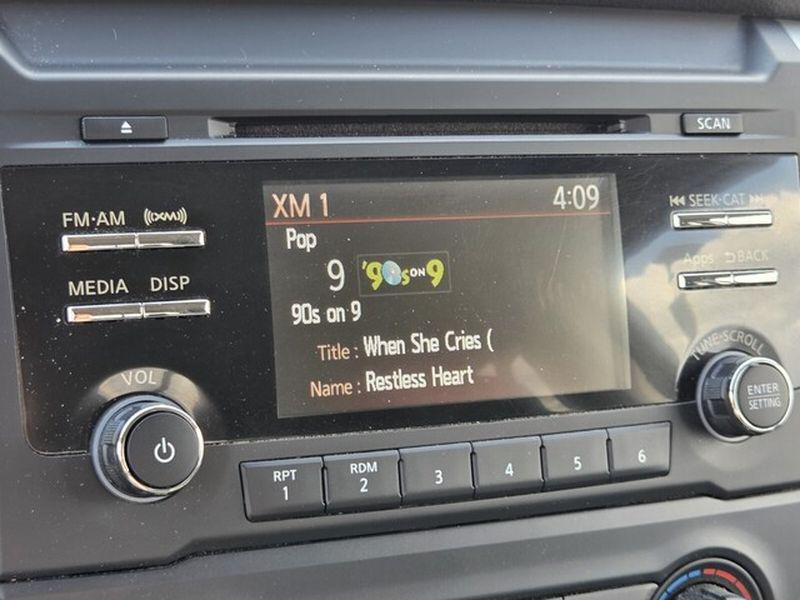 SCAN
FM·AM ((XM))
MEDIA DISP
VOL
XM 1 4:09
Pop
9 '90s ON 9
90s on 9
Title : When She Cries (
Name : Restless Heart
SEEK·CAT
Apps BACK
TUNE·SCROLL
ENTER
SETTING
RPT
1
RDM
2
3
4
5
6